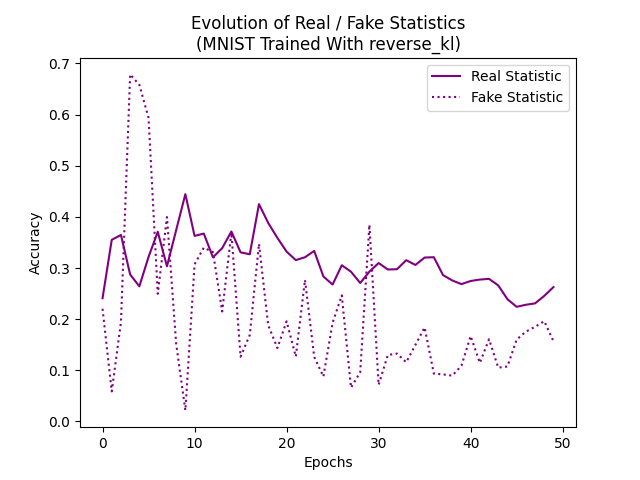 Evolution of Real / Fake Statistics
(MNIST Trained With reverse_kl)
Real Statistic
Fake Statistic
Accuracy
0.7
0.6
0.5
0.4
0.3
0.2
0.1
0.0
0 10 20 30 40 50
Epochs